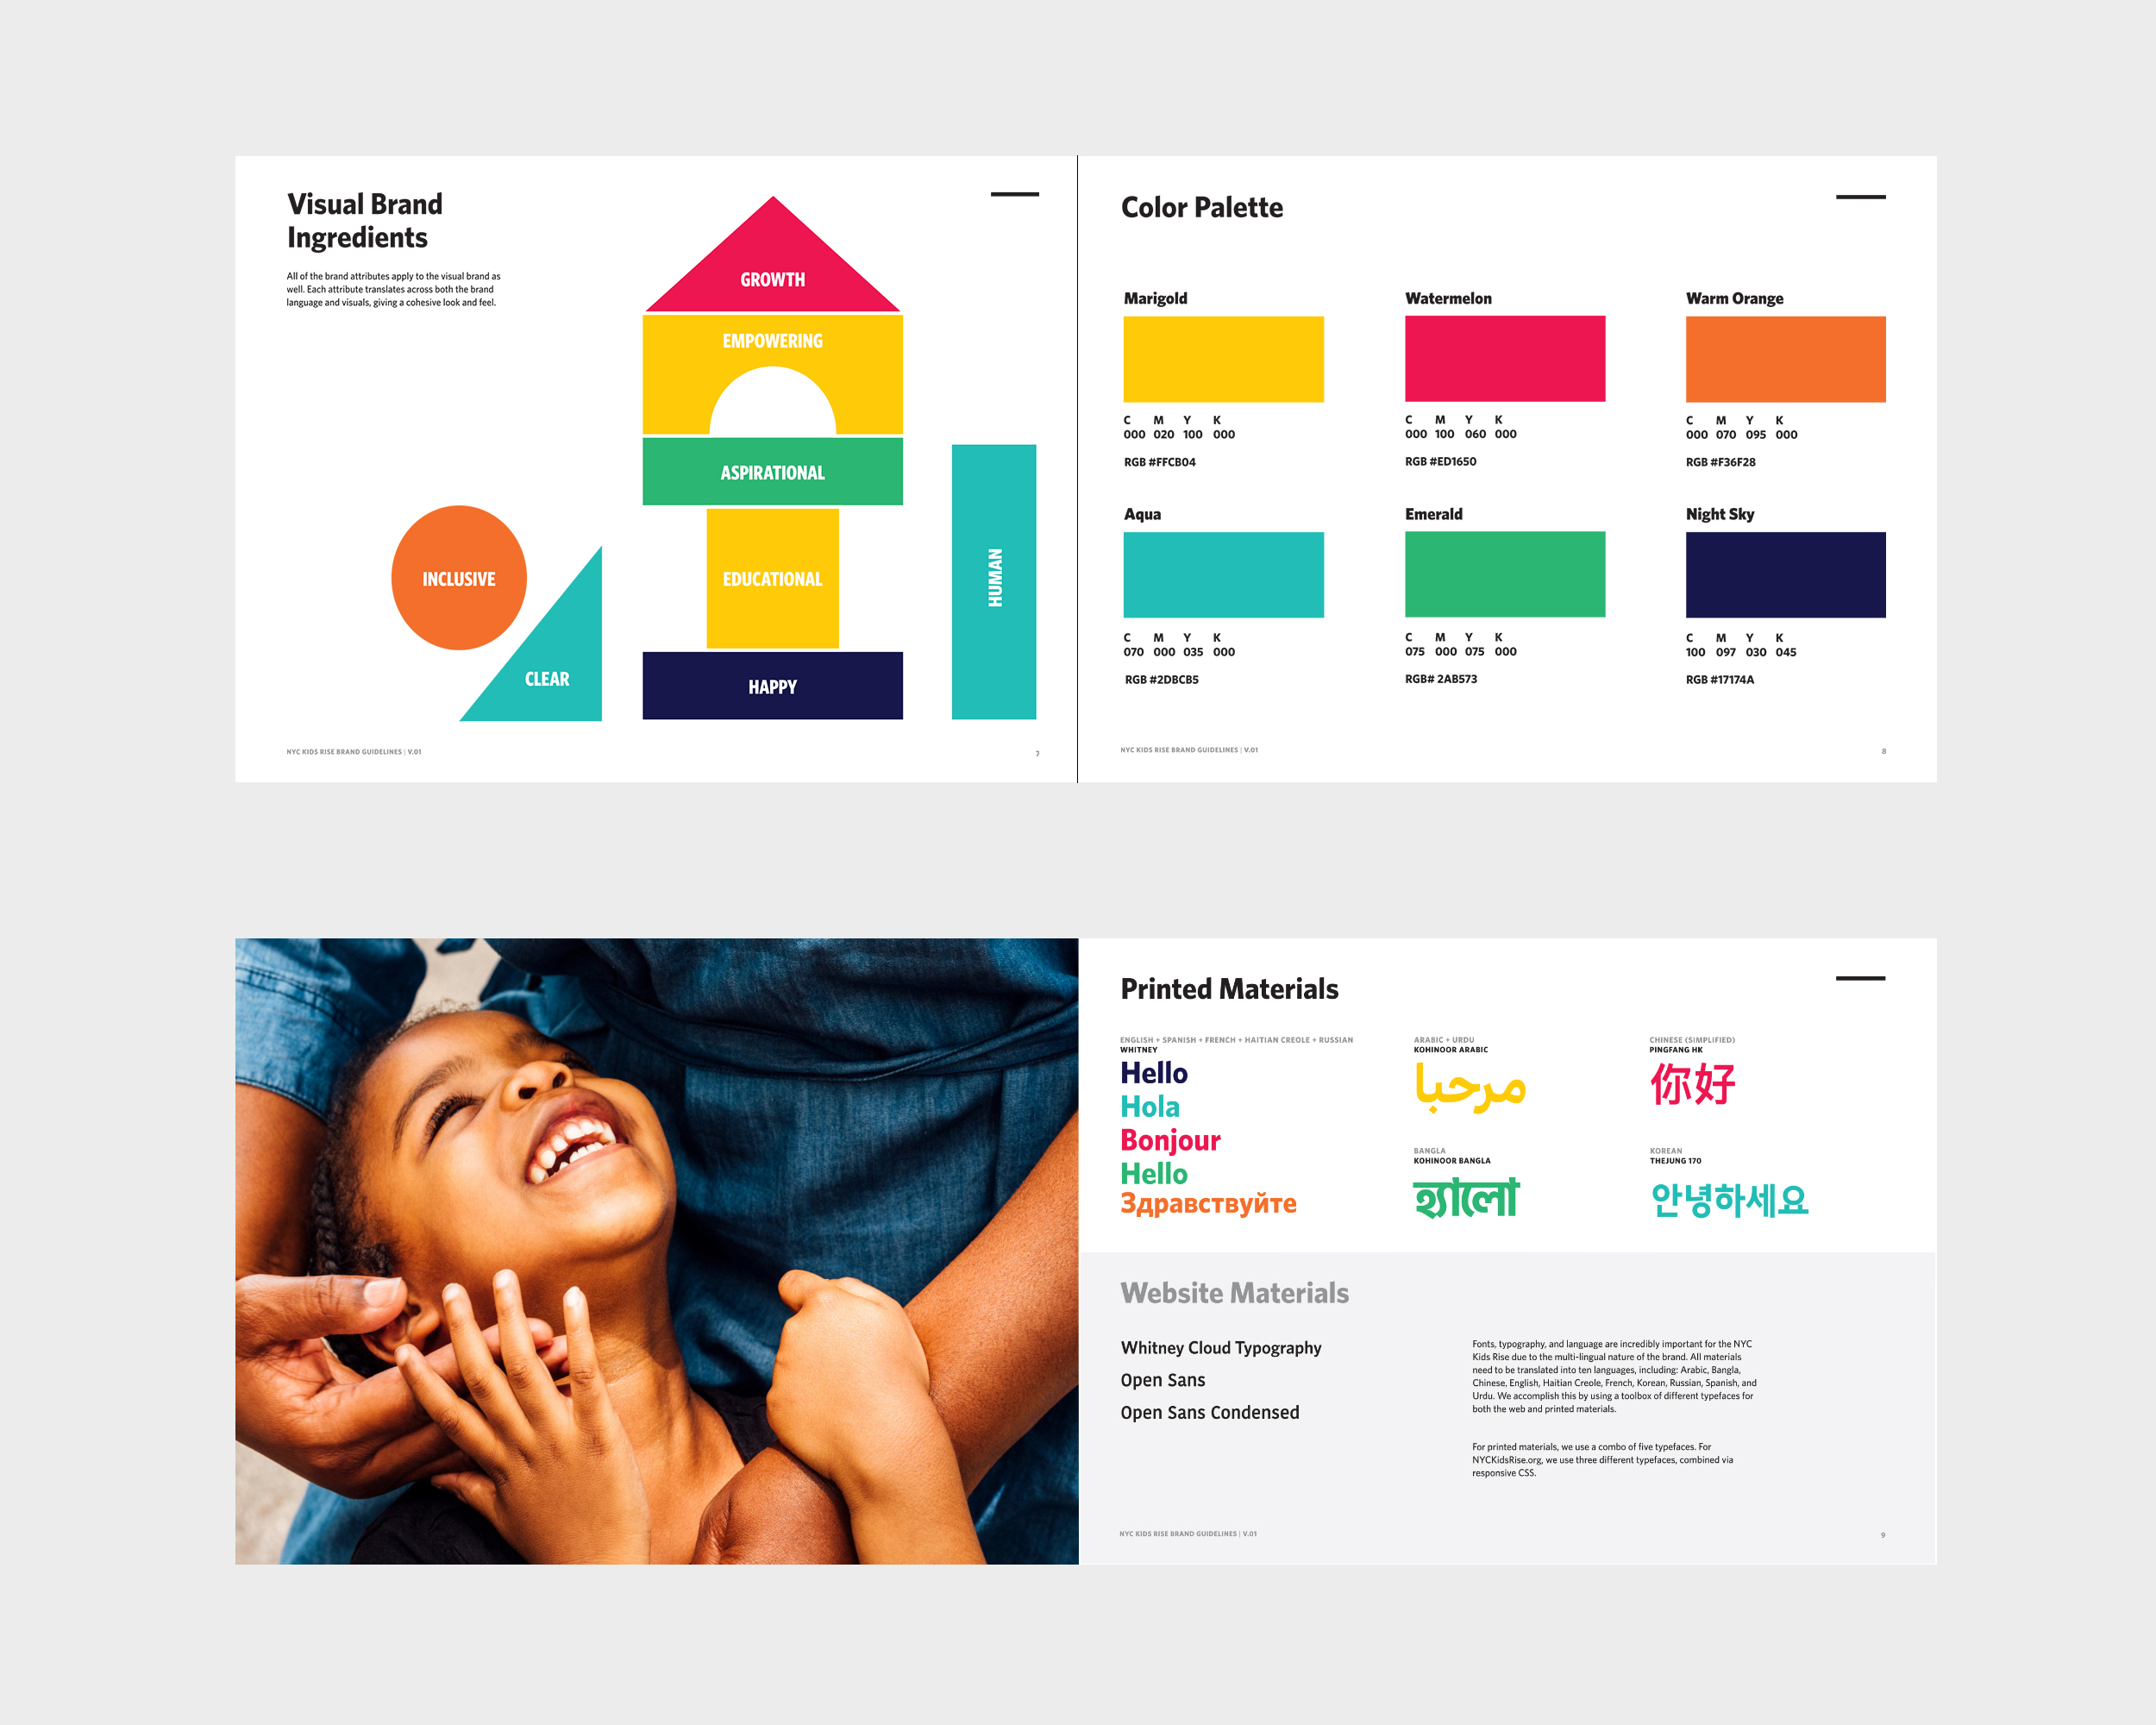 Visual Brand
Ingredients
All of the brand attributes apply to the visual brand as
well. Each attribute translates across both the brand
language and visuals, giving a cohesive look and feel.
GROWTH
EMPOWERING
ASPIRATIONAL
INCLUSIVE
EDUCATIONAL
HUMAN
CLEAR
HAPPY
NYC KIDS RISE BRAND GUIDELINES | V.01
7
Color Palette
Marigold
C M Y K
000 020 100 000
RGB #FFCB04
Watermelon
C M Y K
000 100 060 000
RGB #ED1650
Warm Orange
C M Y K
000 070 095 000
RGB #F36F28
Aqua
C M Y K
070 000 035 000
RGB #2DBCB5
Emerald
C M Y K
075 000 075 000
RGB# 2AB573
Night Sky
C M Y K
100 097 030 045
RGB #17174A
NYC KIDS RISE BRAND GUIDELINES | V.01
8
Printed Materials
ENGLISH + SPANISH + FRENCH + HAITIAN CREOLE + RUSSIAN
WHITNEY
Hello
Hola
Bonjour
Hello
Здравствуйте
ARABIC + URDU
KOHINOOR ARABIC
مرحبا
CHINESE (SIMPLIFIED)
PINGFANG HK
你好
BANGLA
KOHINOOR BANGLA
হ্যালো
KOREAN
THEJUNG 170
안녕하세요
Website Materials
Whitney Cloud Typography
Open Sans
Open Sans Condensed
Fonts, typography, and language are incredibly important for the NYC
Kids Rise due to the multi-lingual nature of the brand. All materials
need to be translated into ten languages, including: Arabic, Bangla,
Chinese, English, Haitian Creole, French, Korean, Russian, Spanish, and
Urdu. We accomplish this by using a toolbox of different typefaces for
both the web and printed materials.
For printed materials, we use a combo of five typefaces. For
NYCKidsRise.org, we use three different typefaces, combined via
responsive CSS.
NYC KIDS RISE BRAND GUIDELINES | V.01
9